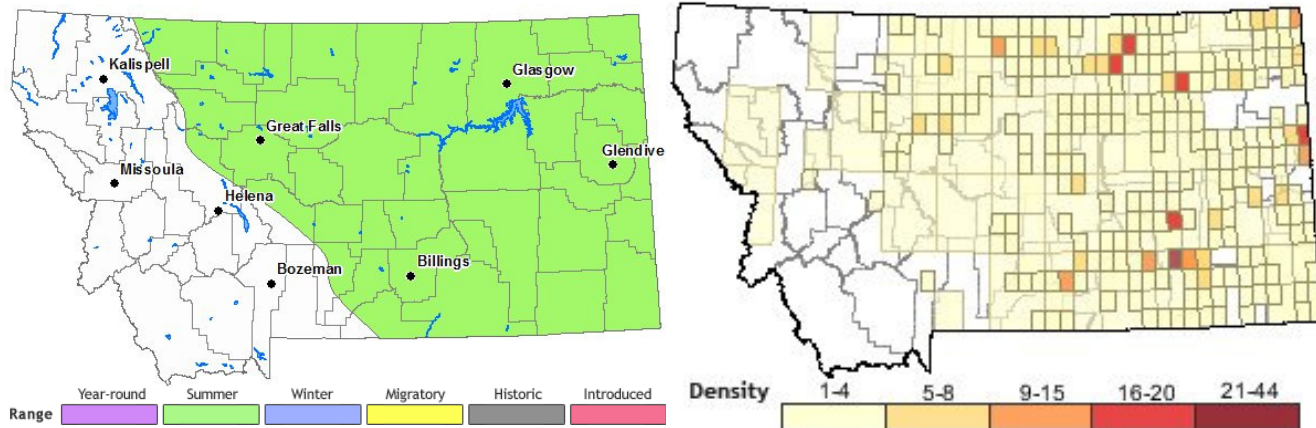 Kalispell
Glasgow
Great Falls
Glendive
Missoula
Helena
Bozeman
Billings
Range Year-round Summer Winter Migratory Historic Introduced
Density 1-4 5-8 9-15 16-20 21-44